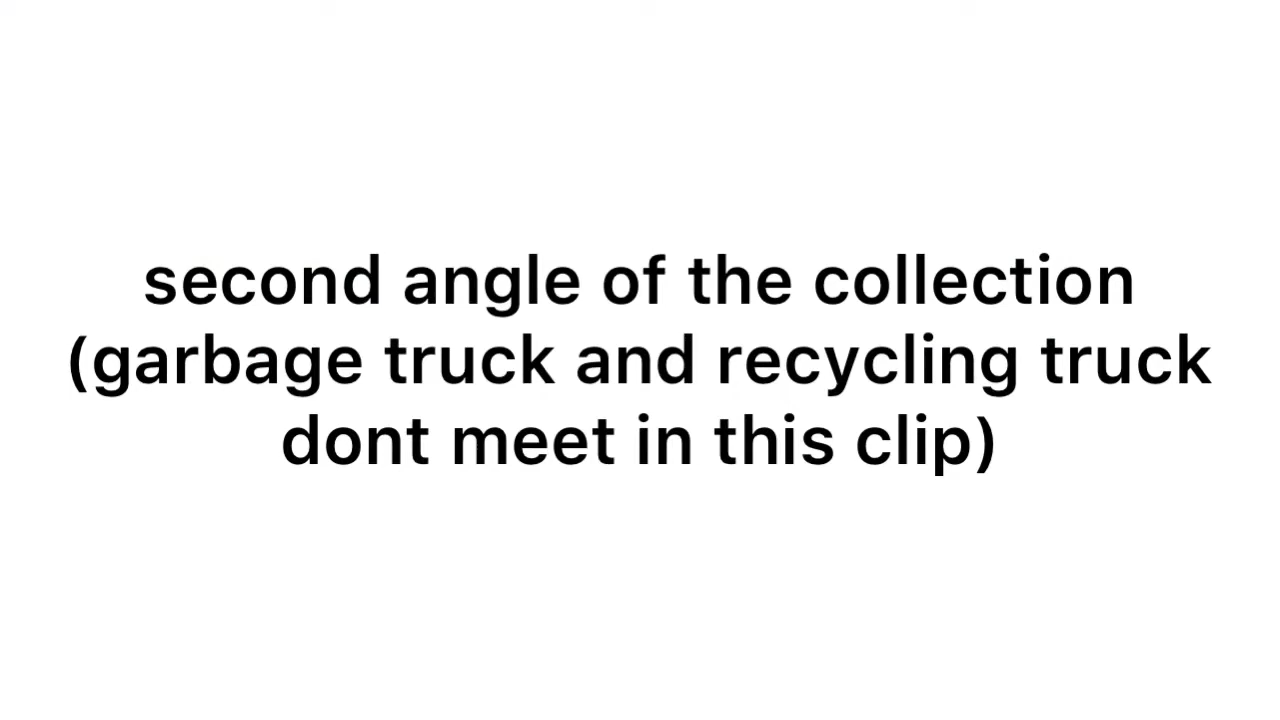 second angle of the collection
(garbage truck and recycling truck
dont meet in this clip)